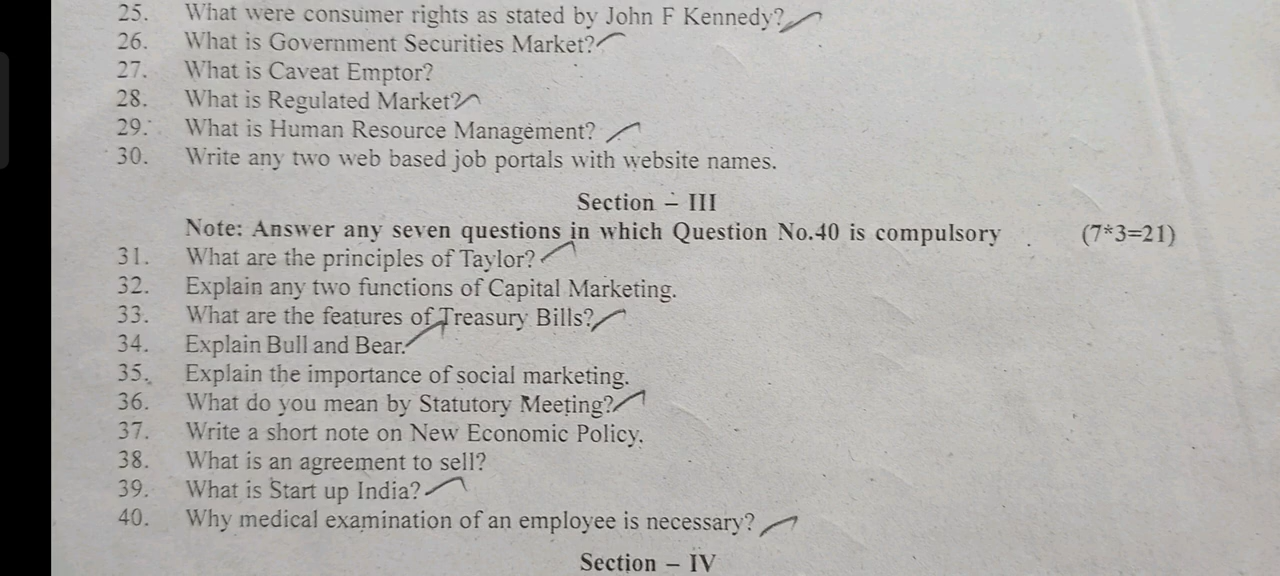 25. What were consumer rights as stated by John F Kennedy?
26. What is Government Securities Market?
27. What is Caveat Emptor?
28. What is Regulated Market?
29. What is Human Resource Management?
30. Write any two web based job portals with website names.
Section – III
Note: Answer any seven questions in which Question No.40 is compulsory (7*3=21)
31. What are the principles of Taylor?
32. Explain any two functions of Capital Marketing.
33. What are the features of Treasury Bills?
34. Explain Bull and Bear.
35. Explain the importance of social marketing.
36. What do you mean by Statutory Meeting?
37. Write a short note on New Economic Policy.
38. What is an agreement to sell?
39. What is Start up India?
40. Why medical examination of an employee is necessary?
Section – IV